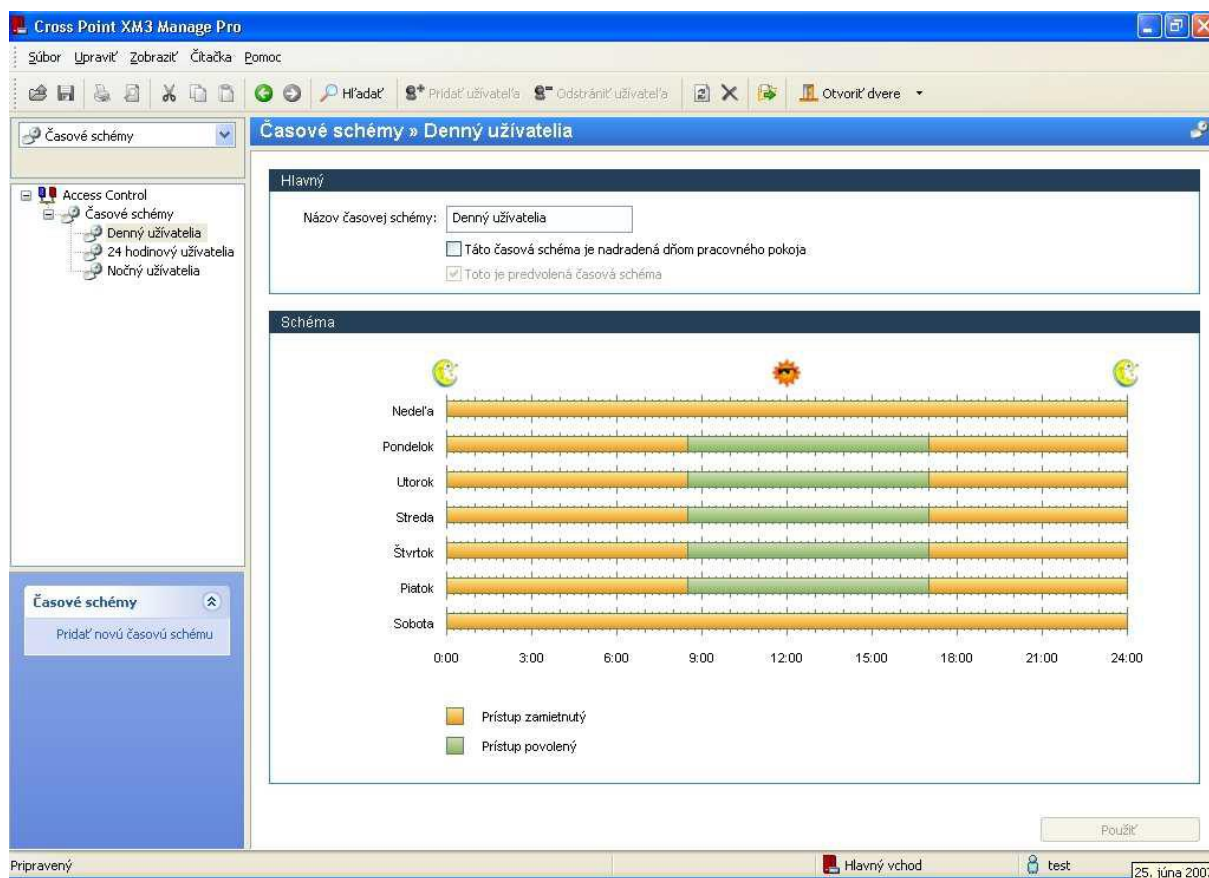 Cross Point XM3 Manage Pro
Súbor Upraviť Zobraziť Čítačka Pomoc
Hľadať Pridať užívateľa Odstrániť užívateľa Otvoriť dvere
Časové schémy
Časové schémy » Denný užívatelia
Access Control
Časové schémy
Denný užívatelia
24 hodinový užívatelia
Nočný užívatelia
Časové schémy
Pridať novú časovú schému
Hlavný
Názov časovej schémy: Denný užívatelia
Táto časová schéma je nadradená dňom pracovného pokoja
Toto je predvolená časová schéma
Schéma
Nedeľa
Pondelok
Utorok
Streda
Štvrtok
Piatok
Sobota
0:00 3:00 6:00 9:00 12:00 15:00 18:00 21:00 24:00
Prístup zamietnutý
Prístup povolený
Použiť
Pripravený Hlavný vchod test
25. júna 2007